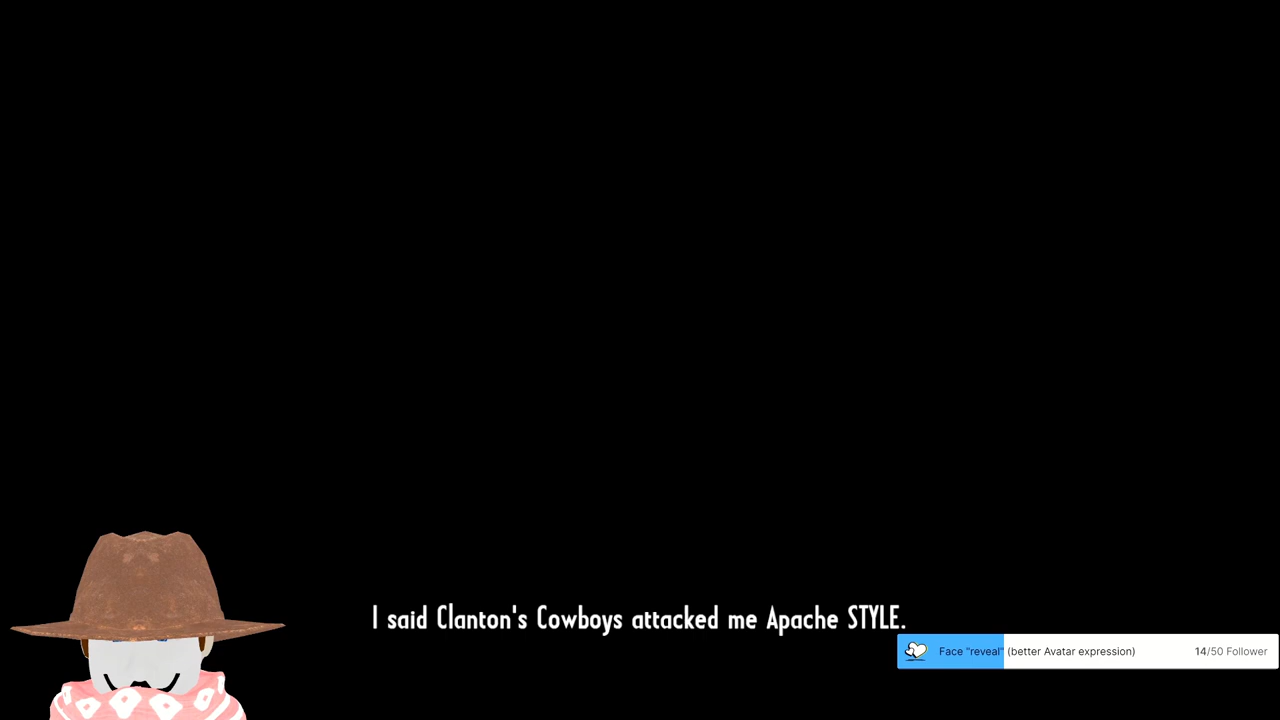 I said Clanton's Cowboys attacked me Apache STYLE.
Face "reveal" (better Avatar expression) 14/50 Follower